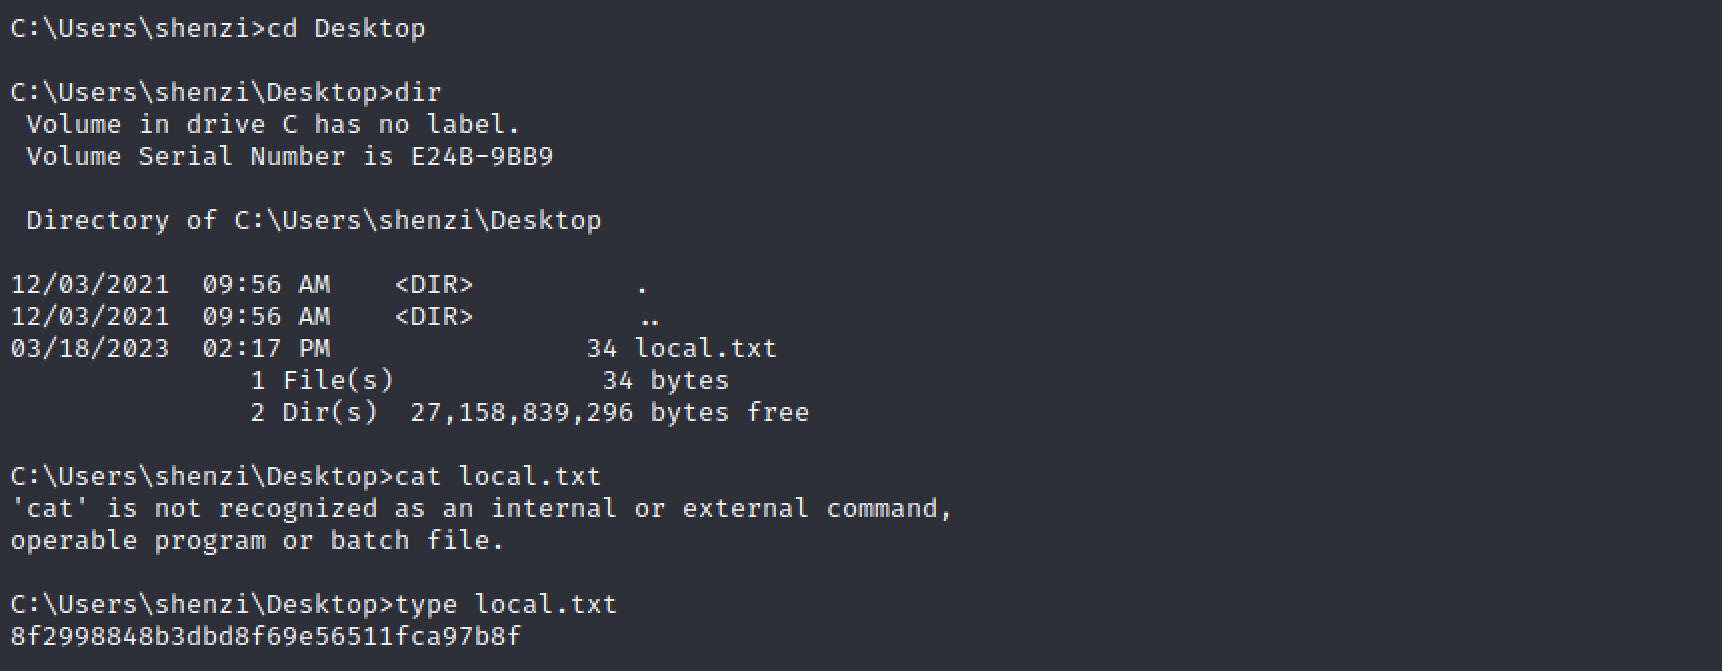 C:\Users\shenzi>cd Desktop
C:\Users\shenzi\Desktop>dir
 Volume in drive C has no label.
 Volume Serial Number is E24B-9BB9
 Directory of C:\Users\shenzi\Desktop
12/03/2021  09:56 AM    <DIR>          .
12/03/2021  09:56 AM    <DIR>          ..
03/18/2023  02:17 PM                34 local.txt
               1 File(s)             34 bytes
               2 Dir(s)  27,158,839,296 bytes free
C:\Users\shenzi\Desktop>cat local.txt
'cat' is not recognized as an internal or external command,
operable program or batch file.
C:\Users\shenzi\Desktop>type local.txt
8f2998848b3dbd8f69e56511fca97b8f